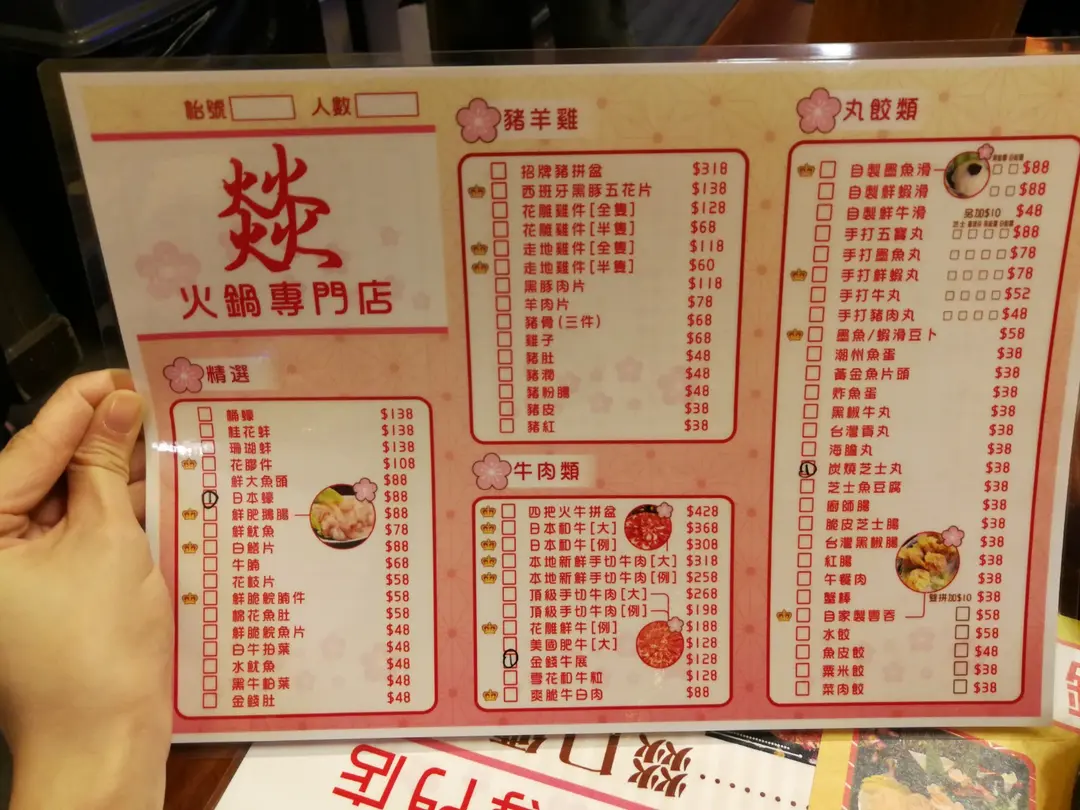 枱號 人數
燚
火鍋專門店
精選
桶蠔 $138
桂花蚌 $138
珊瑚蚌 $138
花膠件 $108
鮮大魚頭 $88
日本蠔 $88
鮮肥鵝腸 $88
鮮魷魚 $78
白鱔片 $88
牛腩 $68
花枝片 $58
鮮脆鯇腩件 $58
棉花魚肚 $58
鮮脆鯇魚片 $48
白牛柏葉 $48
水魷魚 $48
黑牛柏葉 $48
金錢肚 $48
豬羊雞
招牌豬拼盆 $318
西班牙黑豚五花片 $138
花雕雞件[全隻] $128
花雕雞件[半隻] $68
走地雞件[全隻] $118
走地雞件[半隻] $60
黑豚肉片 $118
羊肉片 $78
豬骨(三件) $68
雞子 $68
豬肚 $48
豬潤 $48
豬粉腸 $48
豬皮 $38
豬紅 $38
牛肉類
四把火牛拼盆 $428
日本和牛[大] $368
日本和牛[例] $308
本地新鮮手切牛肉[大] $318
本地新鮮手切牛肉[例] $258
頂級手切牛肉[大] $268
頂級手切牛肉[例] $198
花雕鮮牛[例] $188
美國肥牛[大] $128
金錢牛展 $128
雪花和牛粒 $128
爽脆牛白肉 $88
丸餃類
自製墨魚滑 $88
自製鮮蝦滑 $88
自製鮮牛滑 $48
另加$10
手打五寶丸 $88
手打墨魚丸 $78
手打鮮蝦丸 $78
手打牛丸 $52
手打豬肉丸 $48
墨魚/蝦滑豆卜 $58
潮州魚蛋 $38
黃金魚片頭 $38
炸魚蛋 $38
黑椒牛丸 $38
台灣貢丸 $38
海膽丸 $38
炭燒芝士丸 $38
芝士魚豆腐 $38
廚師腸 $38
脆皮芝士腸 $38
台灣黑椒腸 $38
紅腸 $38
午餐肉 $38
蟹棒 $38
雙拼加$10
自家製雲吞 $58
水餃 $58
魚皮餃 $48
粟米餃 $38
菜肉餃 $38
專門店